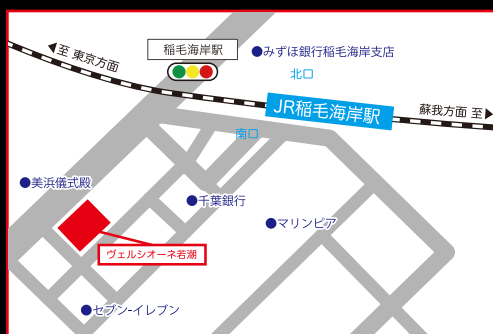 至 東京方面
稲毛海岸駅
みずほ銀行稲毛海岸支店
北口
JR稲毛海岸駅
蘇我方面 至
南口
美浜儀式殿
千葉銀行
マリンピア
ヴェルシオーネ若潮
セブン-イレブン